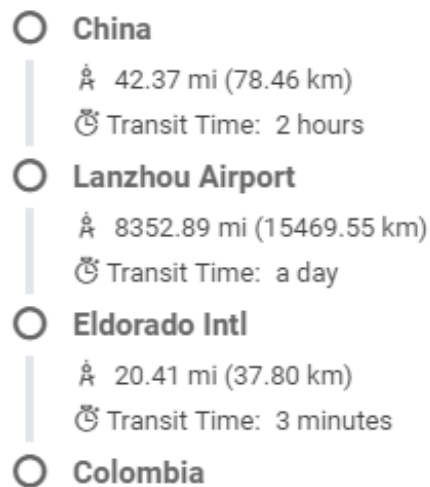 China
42.37 mi (78.46 km)
Transit Time: 2 hours
Lanzhou Airport
8352.89 mi (15469.55 km)
Transit Time: a day
Eldorado Intl
20.41 mi (37.80 km)
Transit Time: 3 minutes
Colombia